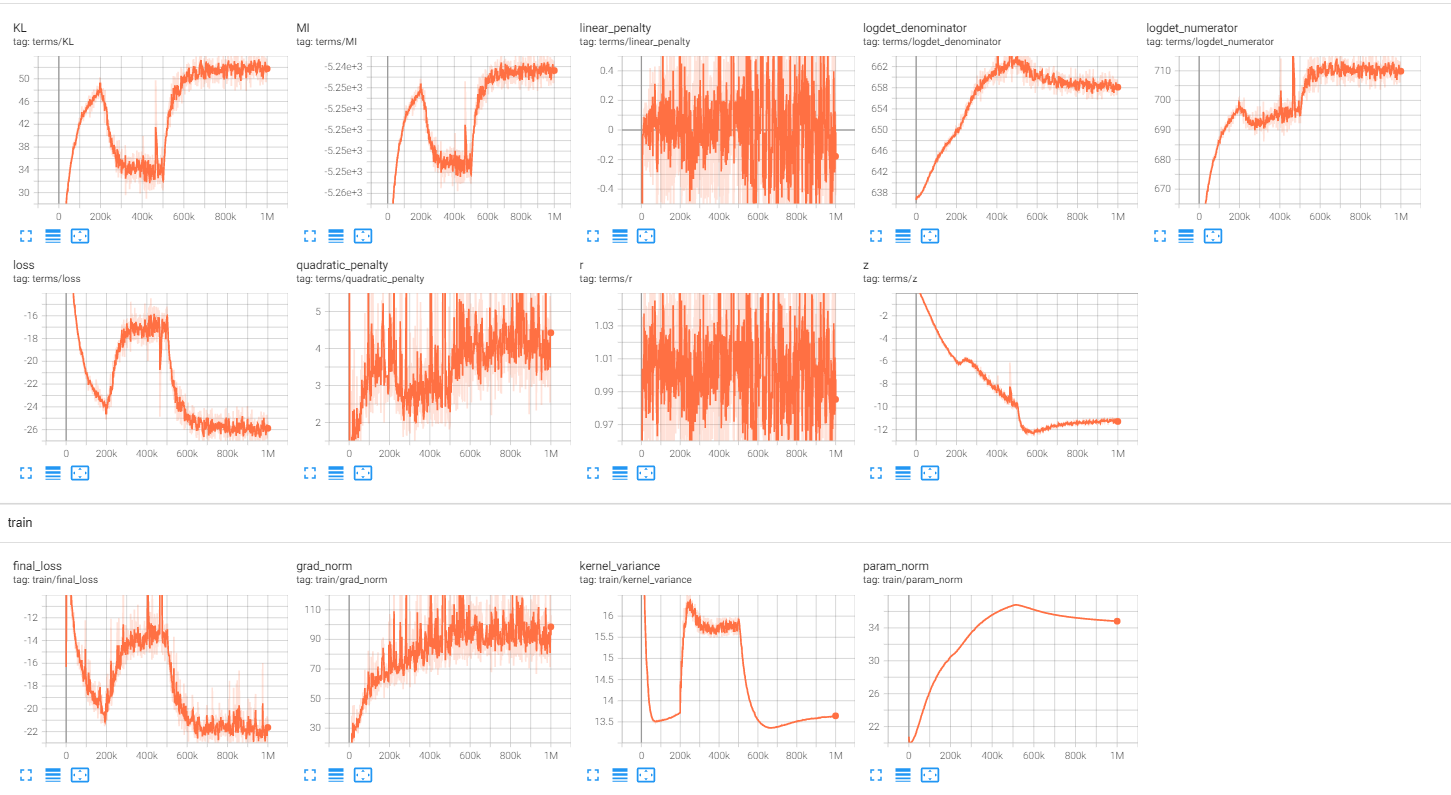 KL
tag: terms/KL
50
46
42
38
34
30
0 200k 400k 600k 800k 1M
MI
tag: terms/MI
-5.24e+3
-5.25e+3
-5.25e+3
-5.25e+3
-5.25e+3
-5.25e+3
-5.26e+3
0 200k 400k 600k 800k 1M
linear_penalty
tag: terms/linear_penalty
0.4
0.2
0
-0.2
-0.4
0 200k 400k 600k 800k 1M
logdet_denominator
tag: terms/logdet_denominator
662
658
654
650
646
642
638
0 200k 400k 600k 800k 1M
logdet_numerator
tag: terms/logdet_numerator
710
700
690
680
670
0 200k 400k 600k 800k 1M
loss
tag: terms/loss
-16
-18
-20
-22
-24
-26
0 200k 400k 600k 800k 1M
quadratic_penalty
tag: terms/quadratic_penalty
5
4
3
2
0 200k 400k 600k 800k 1M
r
tag: terms/r
1.03
1.01
0.99
0.97
0 200k 400k 600k 800k 1M
z
tag: terms/z
-2
-4
-6
-8
-10
-12
0 200k 400k 600k 800k 1M
train
final_loss
tag: train/final_loss
-12
-14
-16
-18
-20
-22
0 200k 400k 600k 800k 1M
grad_norm
tag: train/grad_norm
110
90
70
50
30
0 200k 400k 600k 800k 1M
kernel_variance
tag: train/kernel_variance
16
15.5
15
14.5
14
13.5
0 200k 400k 600k 800k 1M
param_norm
tag: train/param_norm
34
30
26
22
0 200k 400k 600k 800k 1M